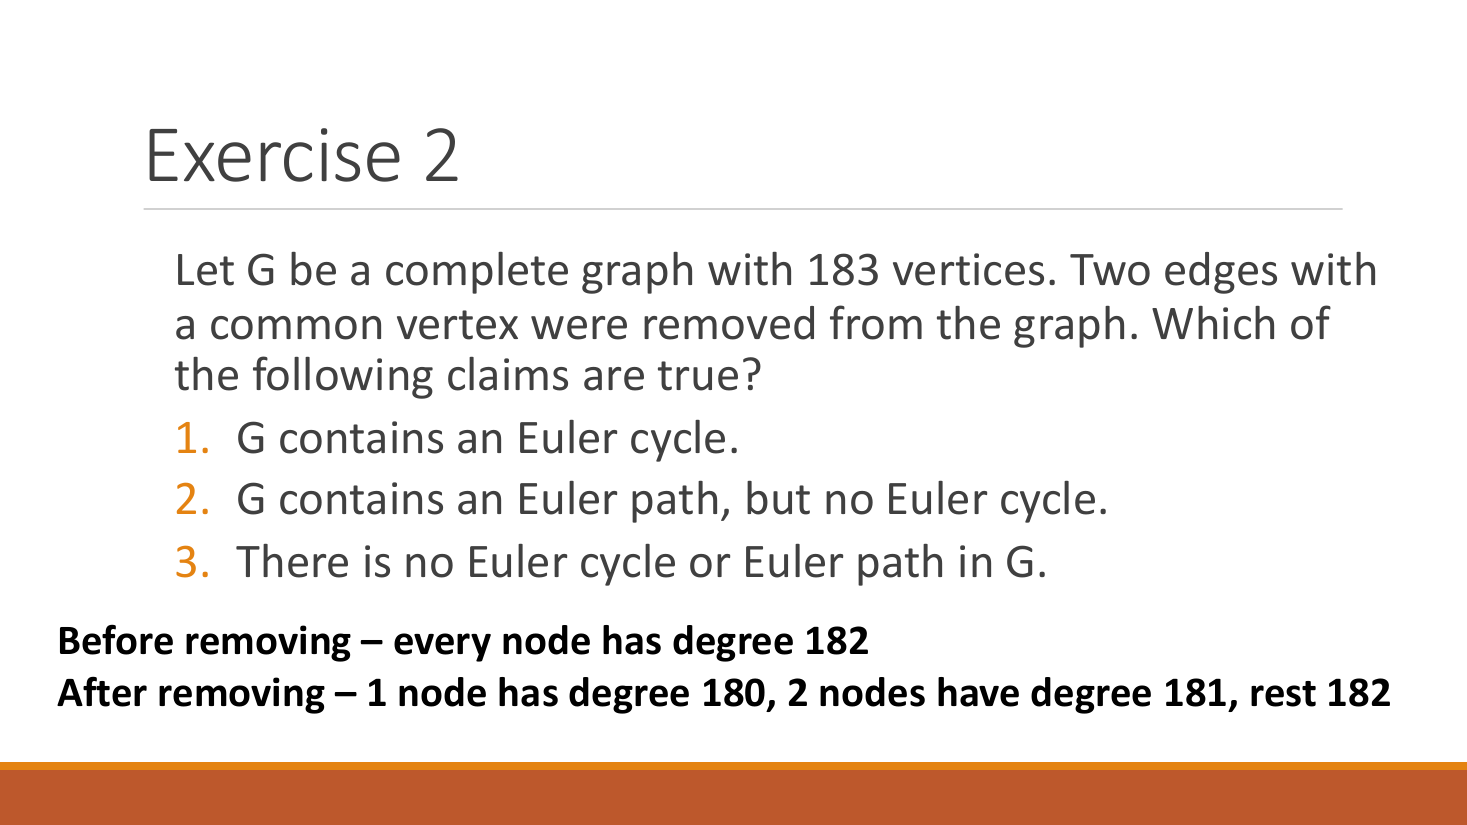 Exercise 2
Let G be a complete graph with 183 vertices. Two edges with
a common vertex were removed from the graph. Which of
the following claims are true?
1. G contains an Euler cycle.
2. G contains an Euler path, but no Euler cycle.
3. There is no Euler cycle or Euler path in G.
Before removing – every node has degree 182
After removing – 1 node has degree 180, 2 nodes have degree 181, rest 182